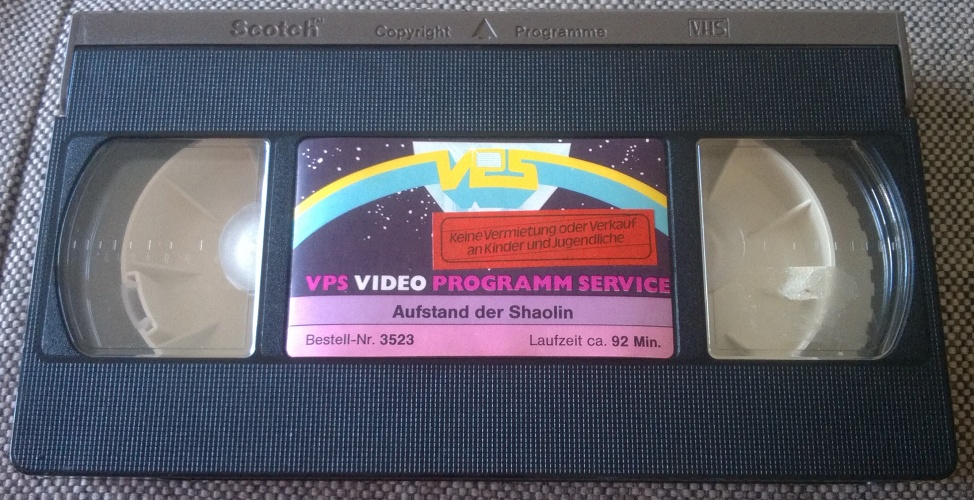 Scotch Copyright Programme VHS
VPS
Keine Vermietung oder Verkauf
an Kinder und Jugendliche
VPS VIDEO PROGRAMM SERVICE
Aufstand der Shaolin
Bestell-Nr. 3523 Laufzeit ca. 92 Min.